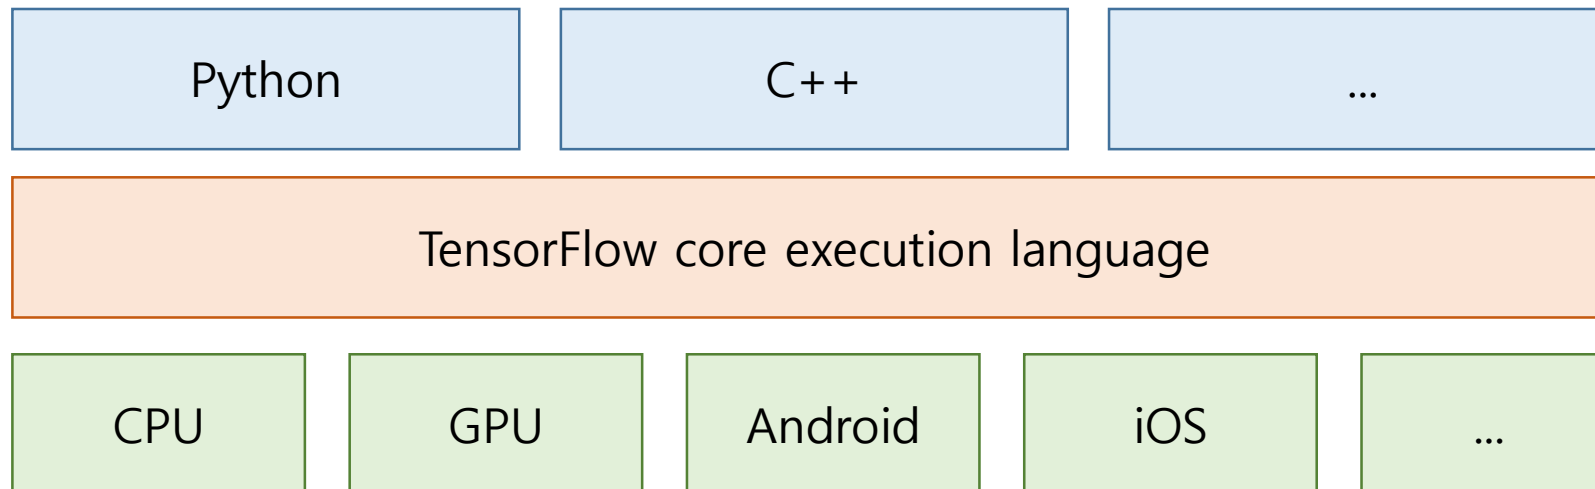 Python
C++
...
TensorFlow core execution language
CPU
GPU
Android
iOS
...